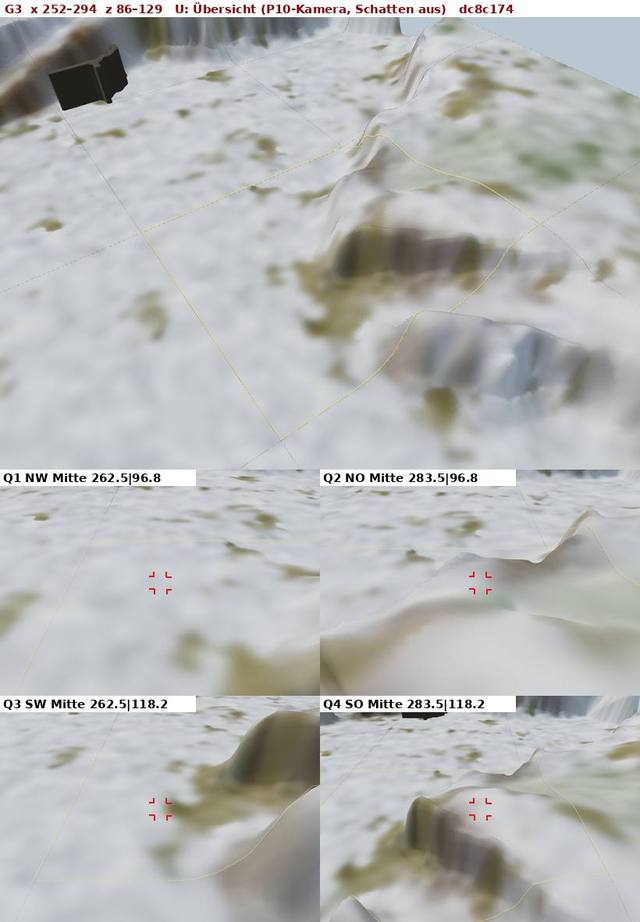 G3 x 252–294 z 86–129 U: Übersicht (P10-Kamera, Schatten aus) dc8c174
Q1 NW Mitte 262.5|96.8
Q2 NO Mitte 283.5|96.8
Q3 SW Mitte 262.5|118.2
Q4 SO Mitte 283.5|118.2